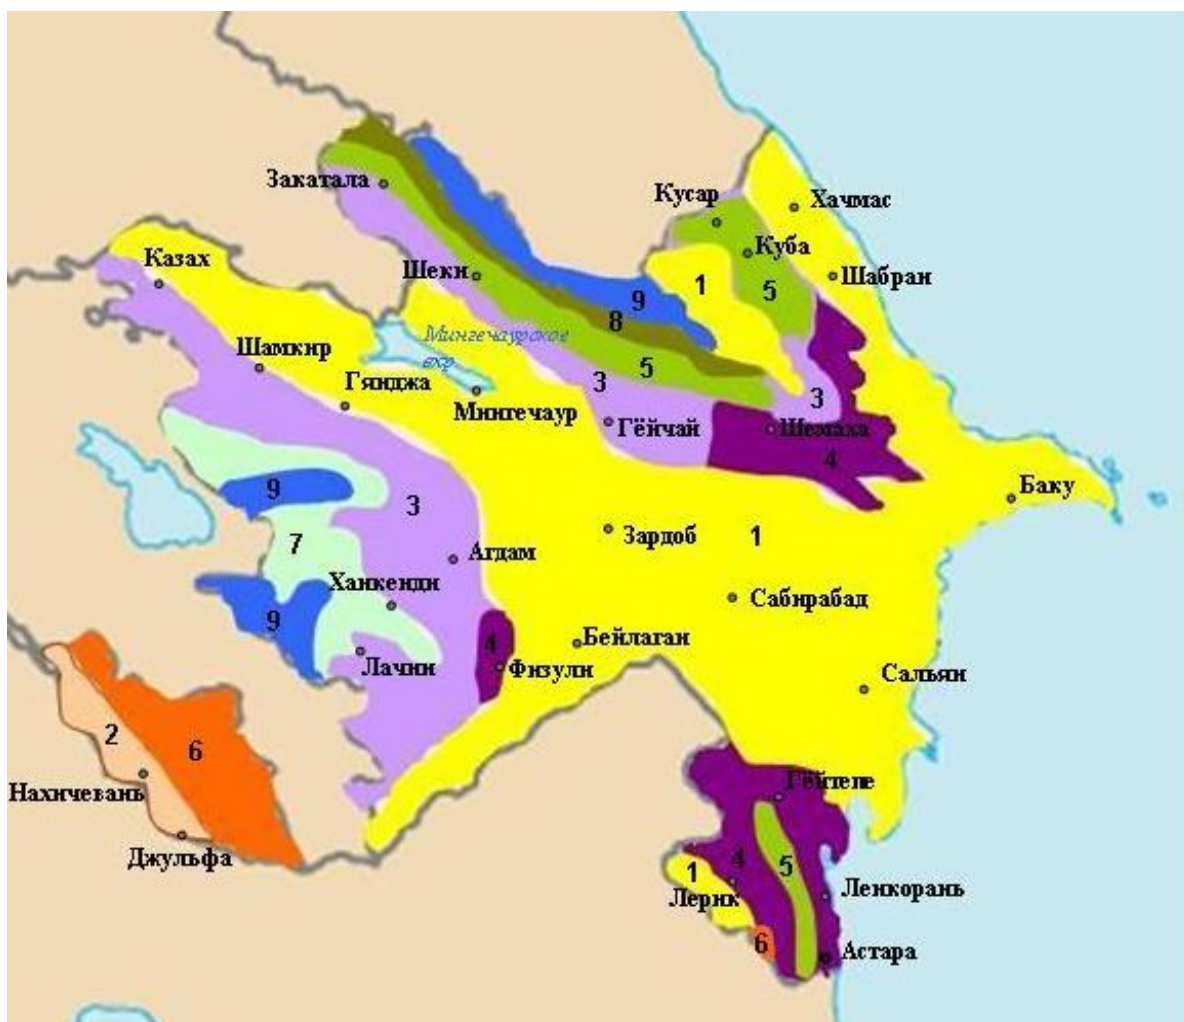 Закатала
Кусар
Хачмас
Куба
Казах
Шеки
Шабран
1
5
9
8
Мингечаурское
вхр
Шамкир
Гянджа
5
3
3
Мингечаур
Гёйчай
Шемаха
4
9
3
Баку
7
Зардоб
1
Агдам
Ханкенди
Сабирабад
9
4
Бейлаган
Лачин
Физули
Сальян
2
6
Нахичевань
Гёйтепе
Джульфа
1
4
5
Лерик
Ленкорань
6
Астара